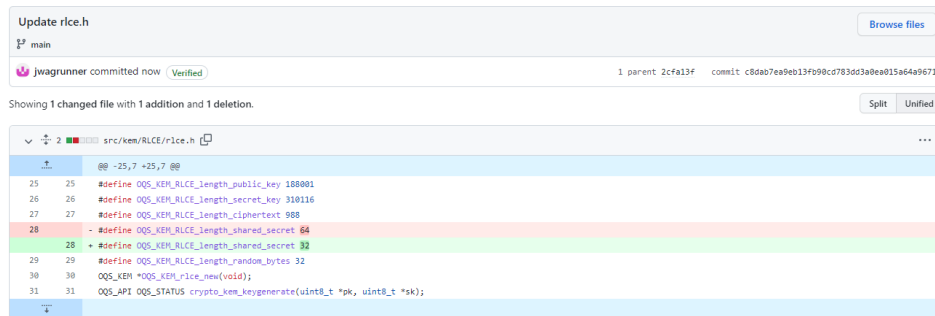 Update rlce.h
Browse files
main
jwagrunner committed now Verified
1 parent 2cfa13f commit c8dab7ea9eb13fb90cd783dd3a0ea015a64a9671
Showing 1 changed file with 1 addition and 1 deletion.
Split Unified
2 src/kem/RLCE/rlce.h
@@ -25,7 +25,7 @@
25 25 #define OQS_KEM_RLCE_length_public_key 188001
26 26 #define OQS_KEM_RLCE_length_secret_key 310116
27 27 #define OQS_KEM_RLCE_length_ciphertext 988
28 - #define OQS_KEM_RLCE_length_shared_secret 64
28 + #define OQS_KEM_RLCE_length_shared_secret 32
29 29 #define OQS_KEM_RLCE_length_random_bytes 32
30 30 OQS_KEM *OQS_KEM_rlce_new(void);
31 31 OQS_API OQS_STATUS crypto_kem_keygenerate(uint8_t *pk, uint8_t *sk);